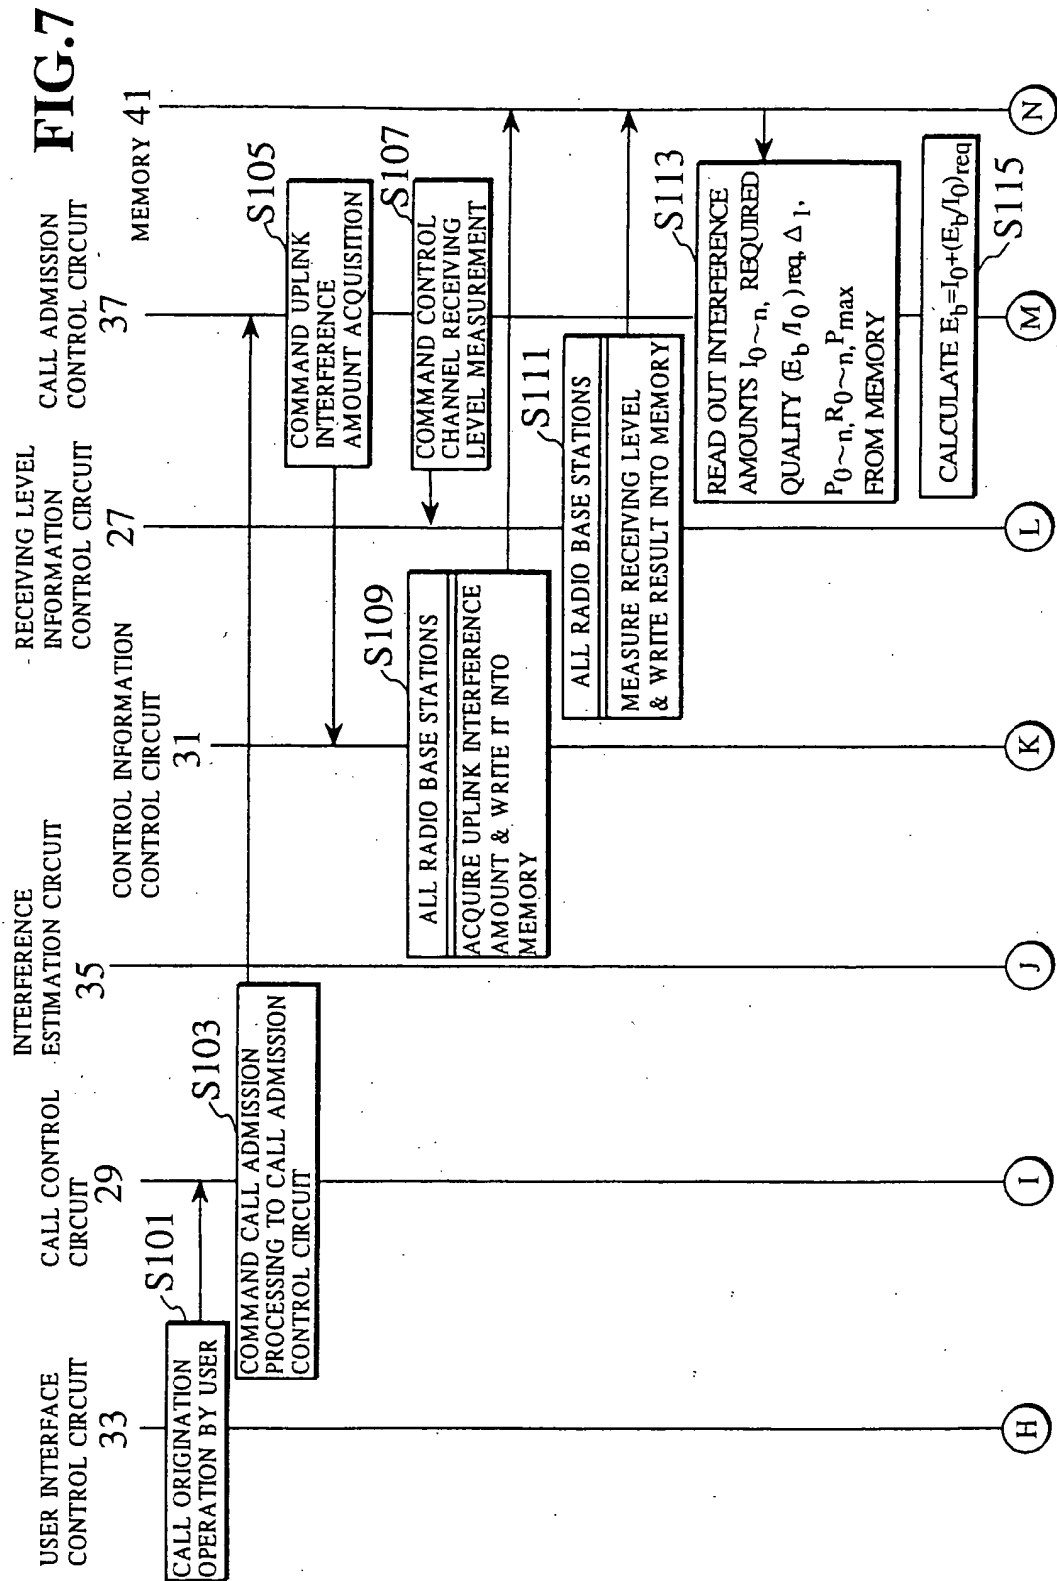 FIG.7
USER INTERFACE
CONTROL CIRCUIT
33
CALL CONTROL
CIRCUIT
29
INTERFERENCE
ESTIMATION CIRCUIT
35
CONTROL INFORMATION
CONTROL CIRCUIT
31
RECEIVING LEVEL
INFORMATION
CONTROL CIRCUIT
27
CALL ADMISSION
CONTROL CIRCUIT
37
MEMORY 41
S101
CALL ORIGINATION
OPERATION BY USER
S103
COMMAND CALL ADMISSION
PROCESSING TO CALL ADMISSION
CONTROL CIRCUIT
S105
COMMAND UPLINK
INTERFERENCE
AMOUNT ACQUISITION
S107
COMMAND CONTROL
CHANNEL RECEIVING
LEVEL MEASUREMENT
S109
ALL RADIO BASE STATIONS
ACQUIRE UPLINK INTERFERENCE
AMOUNT & WRITE IT INTO
MEMORY
S111
ALL RADIO BASE STATIONS
MEASURE RECEIVING LEVEL
& WRITE RESULT INTO MEMORY
S113
READ OUT INTERFERENCE
AMOUNTS I0~n, REQUIRED
QUALITY (Eb/I0)req, Δ1,
P0~n, R0~n, Pmax
FROM MEMORY
CALCULATE Eb=I0+(Eb/I0)req
S115
H
I
J
K
L
M
N